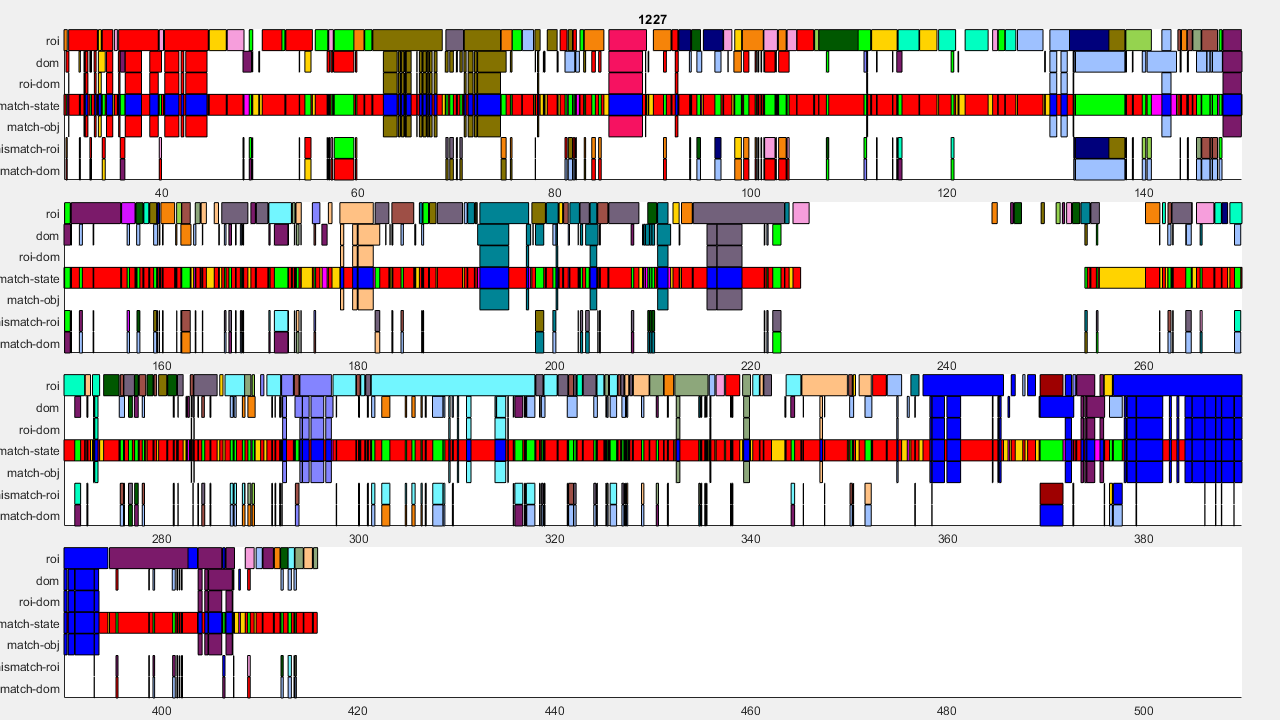 1227
roi
dom
roi-dom
match-state
match-obj
ismatch-roi
match-dom
40 60 80 100 120 140
roi
dom
roi-dom
match-state
match-obj
ismatch-roi
match-dom
160 180 200 220 240 260
roi
dom
roi-dom
match-state
match-obj
ismatch-roi
match-dom
280 300 320 340 360 380
roi
dom
roi-dom
match-state
match-obj
ismatch-roi
match-dom
400 420 440 460 480 500